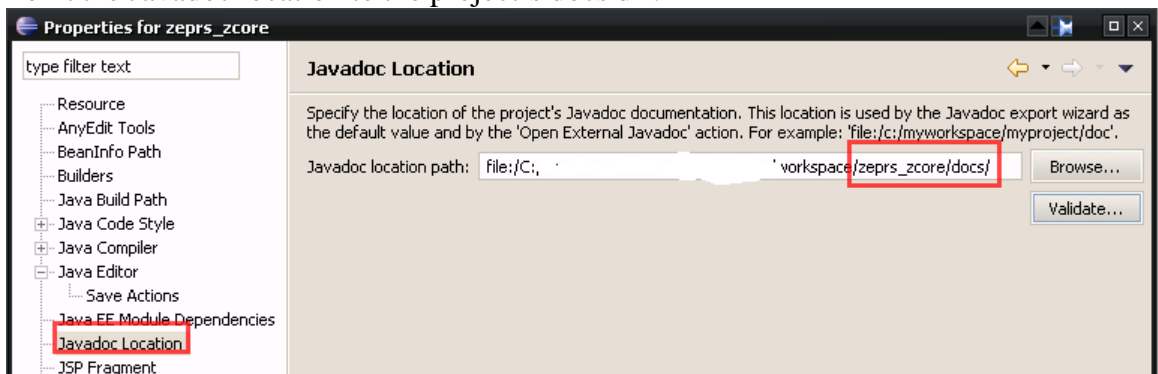 Properties for zeprs_zcore
type filter text
Resource
AnyEdit Tools
BeanInfo Path
Builders
Java Build Path
Java Code Style
Java Compiler
Java Editor
Save Actions
Java EE Module Dependencies
Javadoc Location
JSP Fragment
Javadoc Location
Specify the location of the project's Javadoc documentation. This location is used by the Javadoc export wizard as
the default value and by the 'Open External Javadoc' action. For example: 'file:/c:/myworkspace/myproject/doc'.
Javadoc location path: file:/C: workspace/zeprs_zcore/docs/ Browse...
Validate...